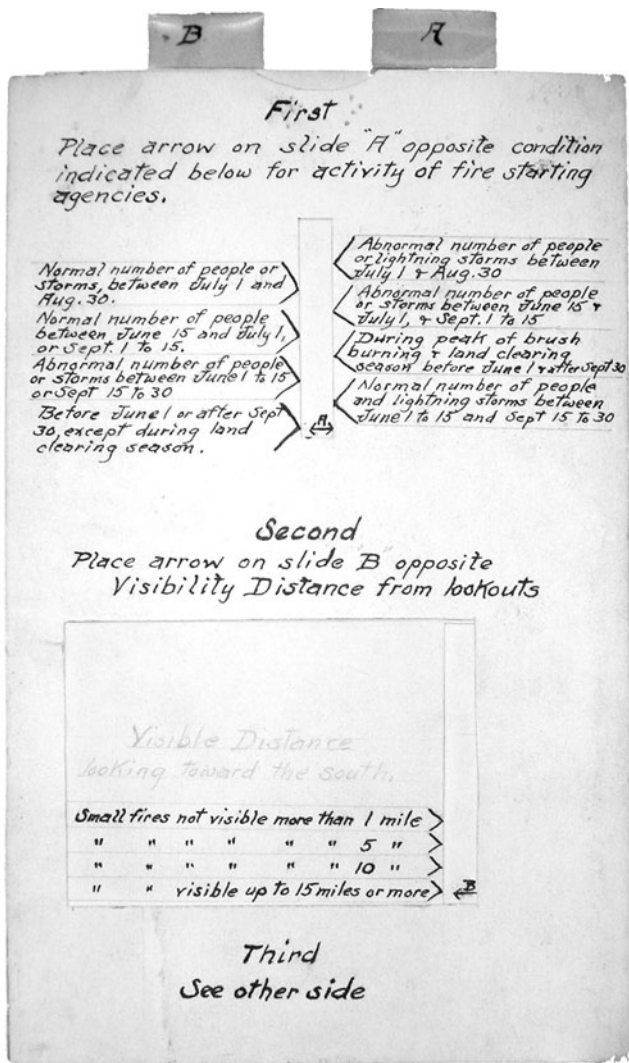 B
A
First
Place arrow on slide "A" opposite condition
indicated below for activity of fire starting
agencies.
Normal number of people or
storms, between July 1 and
Aug. 30.
Normal number of people
between June 15 and July 1,
or Sept. 1 to 15.
Abnormal number of people
or storms between June 1 to 15
or Sept 15 to 30
Before June 1 or after Sept
30, except during land
clearing season.
Abnormal number of people
or lightning storms between
July 1 & Aug. 30
Abnormal number of people
or storms between June 15 &
July 1, & Sept. 1 to 15
During peak of brush
burning & land clearing
season before June 1 & after Sept 30
Normal number of people
and lightning storms between
June 1 to 15 and Sept 15 to 30
A
Second
Place arrow on slide "B" opposite
Visibility Distance from lookouts
Visible Distance
looking toward the south.
Small fires not visible more than 1 mile
" " " " " " 5 "
" " " " " " 10 "
" " visible up to 15 miles or more
B
Third
See other side